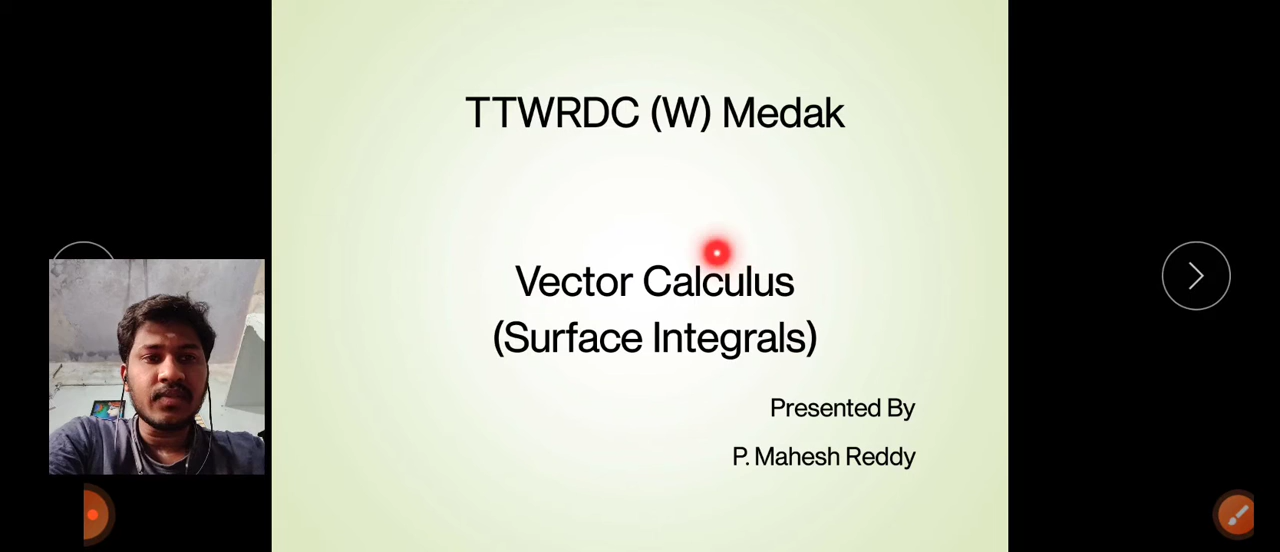 TTWRDC (W) Medak
Vector Calculus
(Surface Integrals)
Presented By
P. Mahesh Reddy